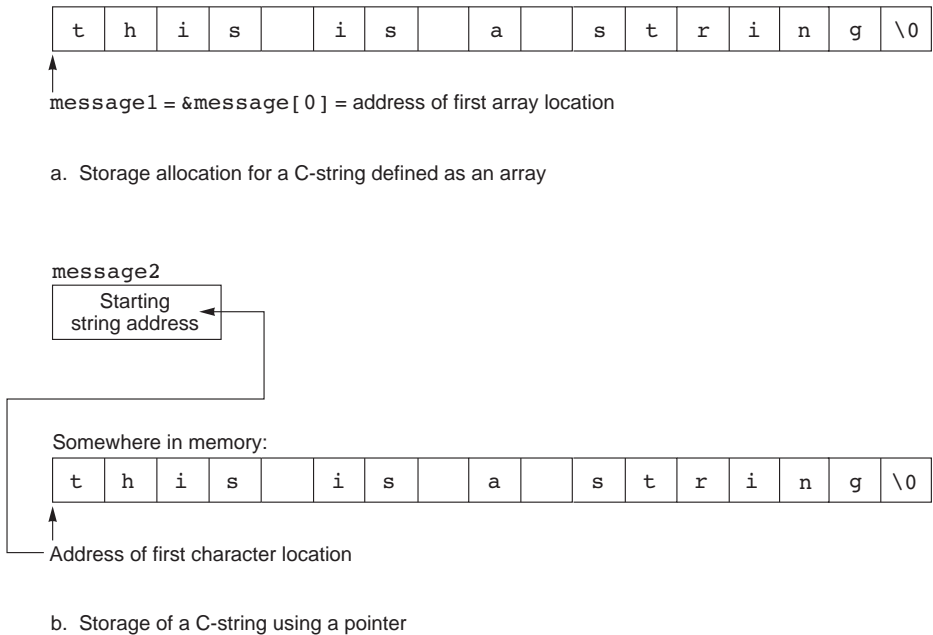 t h i s i s a s t r i n g \0
message1 = &message[0] = address of first array location
a. Storage allocation for a C-string defined as an array
message2
Starting
string address
Somewhere in memory:
t h i s i s a s t r i n g \0
Address of first character location
b. Storage of a C-string using a pointer